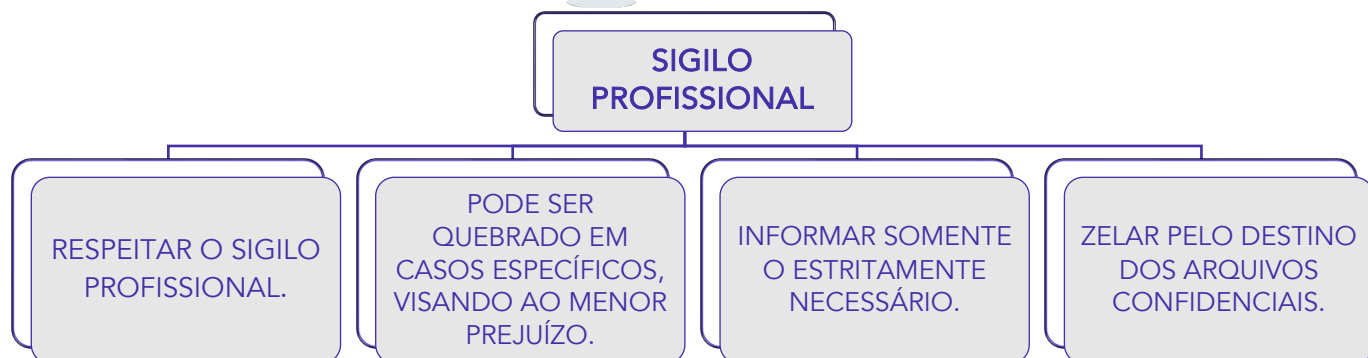 SIGILO
PROFISSIONAL
RESPEITAR O SIGILO
PROFISSIONAL.
PODE SER
QUEBRADO EM
CASOS ESPECÍFICOS,
VISANDO AO MENOR
PREJUÍZO.
INFORMAR SOMENTE
O ESTRITAMENTE
NECESSÁRIO.
ZELAR PELO DESTINO
DOS ARQUIVOS
CONFIDENCIAIS.